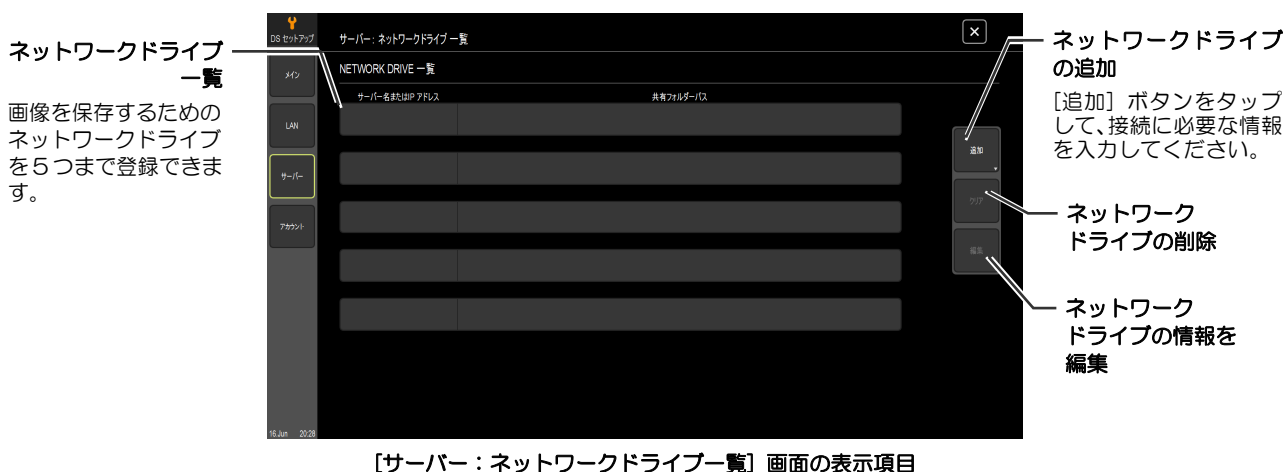 ネットワークドライブ
一覧
画像を保存するための
ネットワークドライブ
を５つまで登録できま
す。
DS セットアップ
メイン
LAN
サーバー
アカウント
16.Jun 20:28
サーバー : ネットワークドライブ 一覧
NETWORK DRIVE 一覧
サーバー名またはIP アドレス 共有フォルダーパス
追加
クリア
編集
ネットワークドライブ
の追加
［追加］ボタンをタップ
して、接続に必要な情報
を入力してください。
ネットワーク
ドライブの削除
ネットワーク
ドライブの情報を
編集
［サーバー：ネットワークドライブ一覧］画面の表示項目